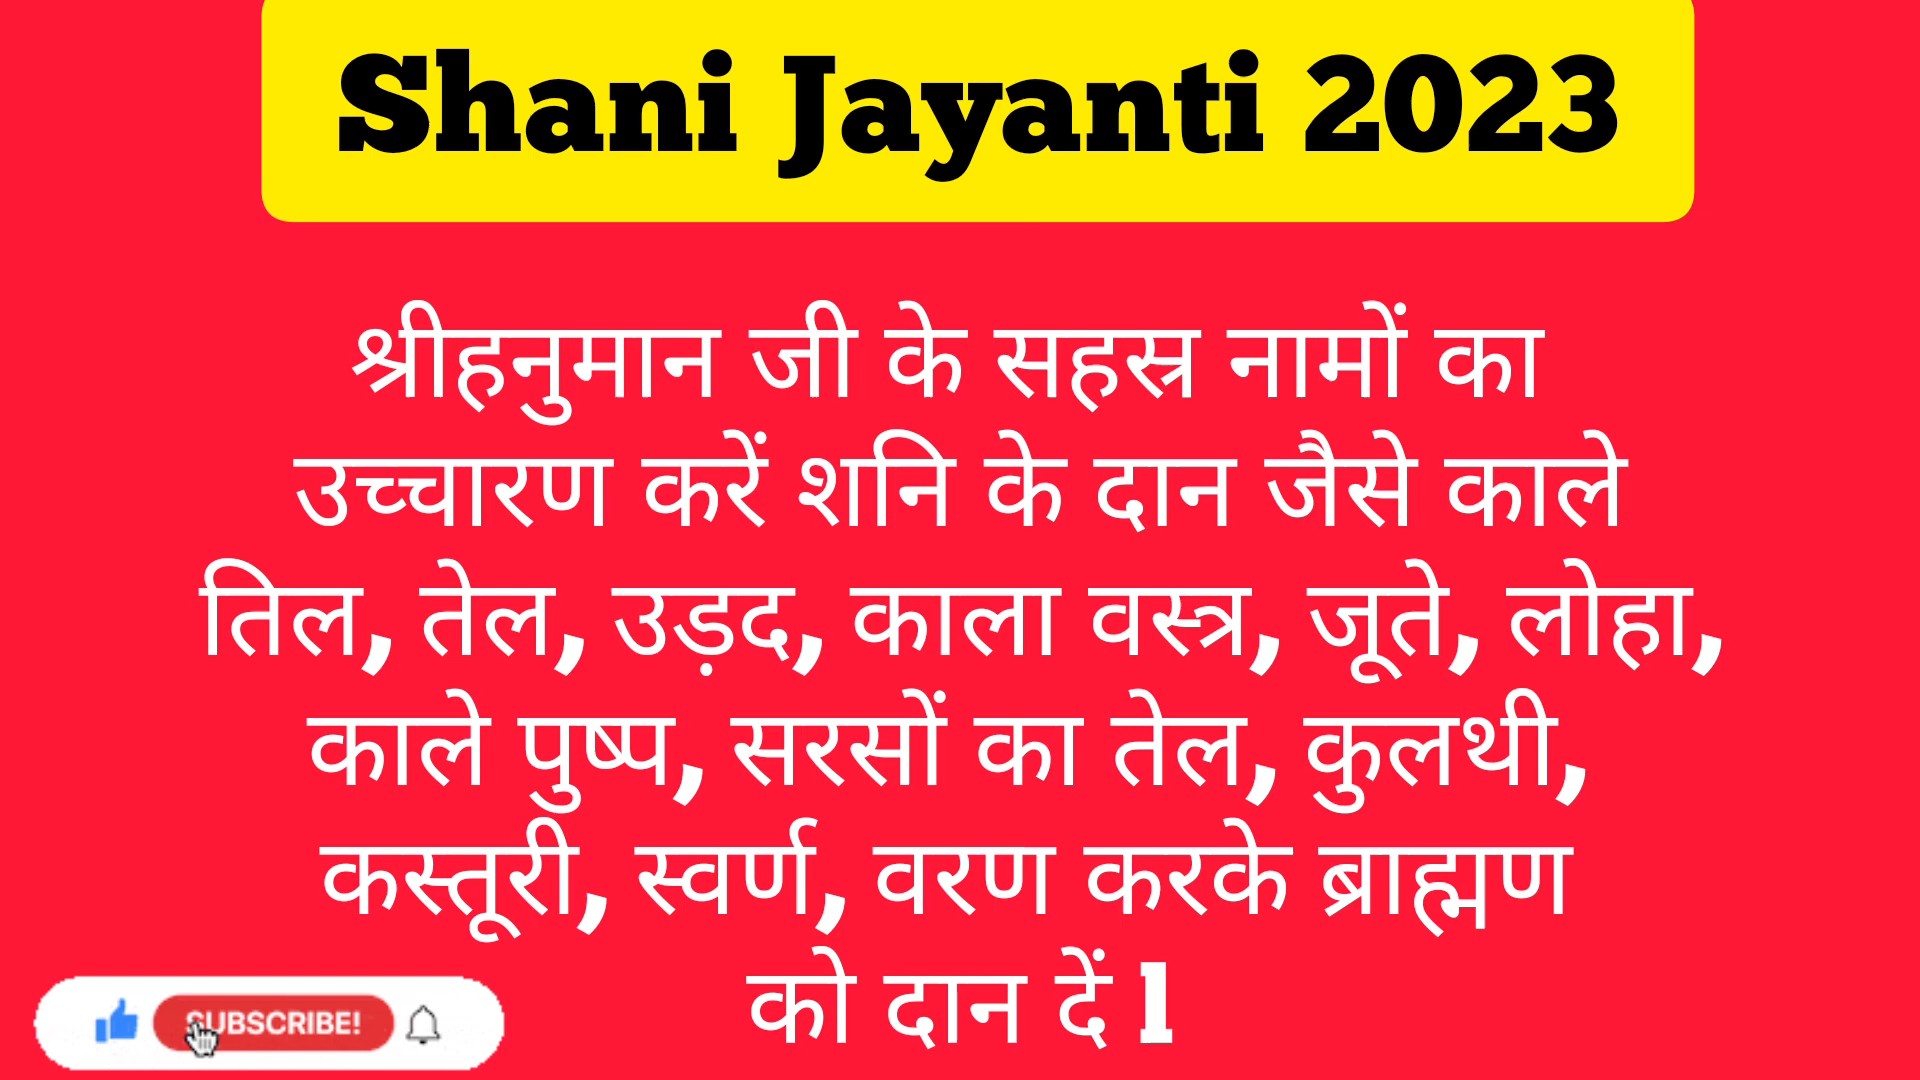 Shani Jayanti 2023
श्रीहनुमान जी के सहस्र नामों का
उच्चारण करें शनि के दान जैसे काले
तिल, तेल, उड़द, काला वस्त्र, जूते, लोहा,
काले पुष्प, सरसों का तेल, कुलथी,
कस्तूरी, स्वर्ण, वरण करके ब्राह्मण
को दान दें l
SUBSCRIBE!